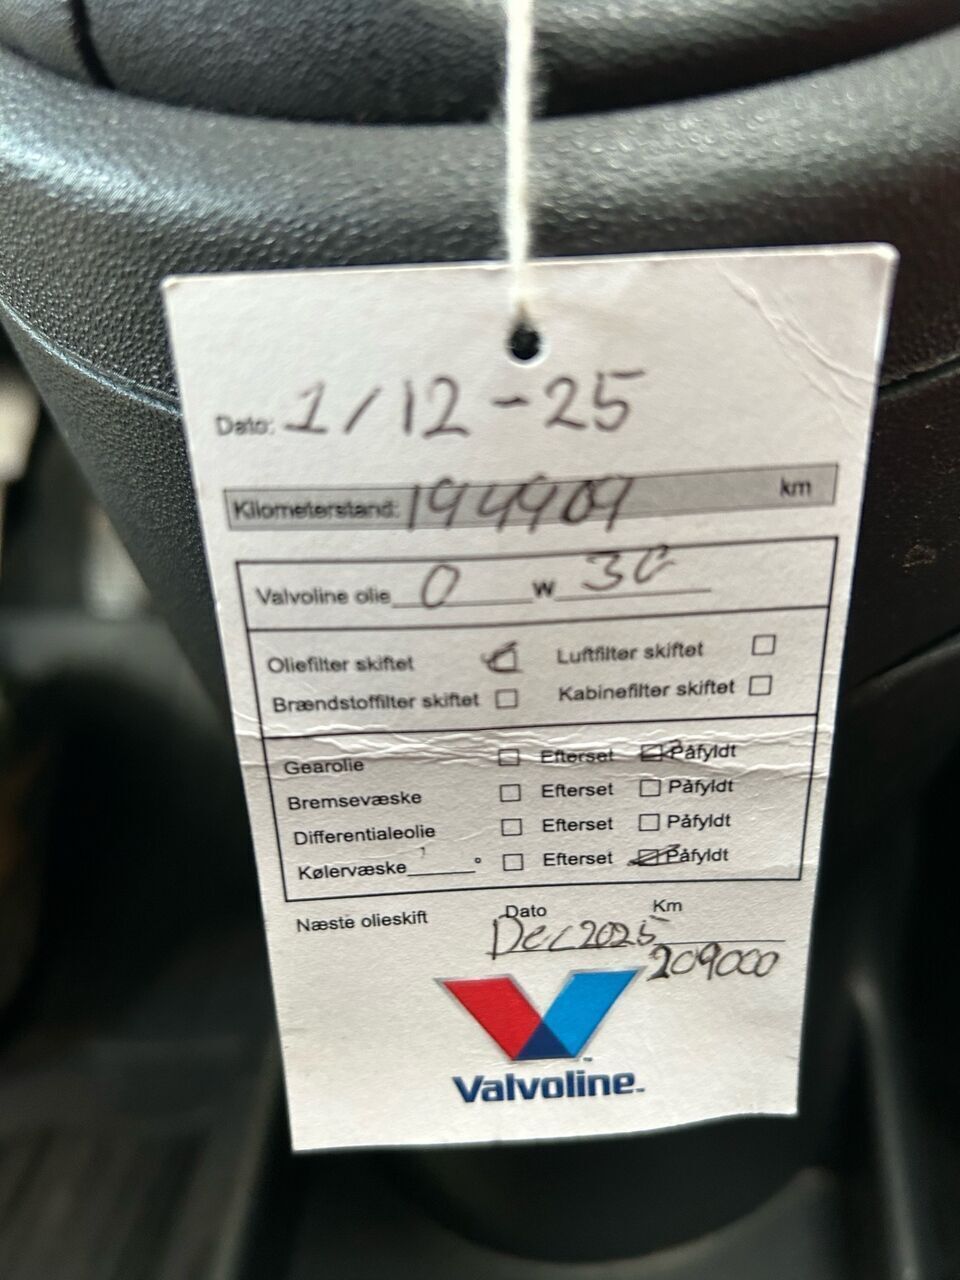 Dato: 1/12-25
Kilometerstand: 194909 km
Valvoline olie 0 w 30
Oliefilter skiftet Luftfilter skiftet
Brændstoffilter skiftet Kabinefilter skiftet
Gearolie Efterset Påfyldt
Bremsevæske Efterset Påfyldt
Differentialeolie Efterset Påfyldt
Kølervæske ° Efterset Påfyldt
Næste olieskift Dato Km
Dec 2025 209000
Valvoline™